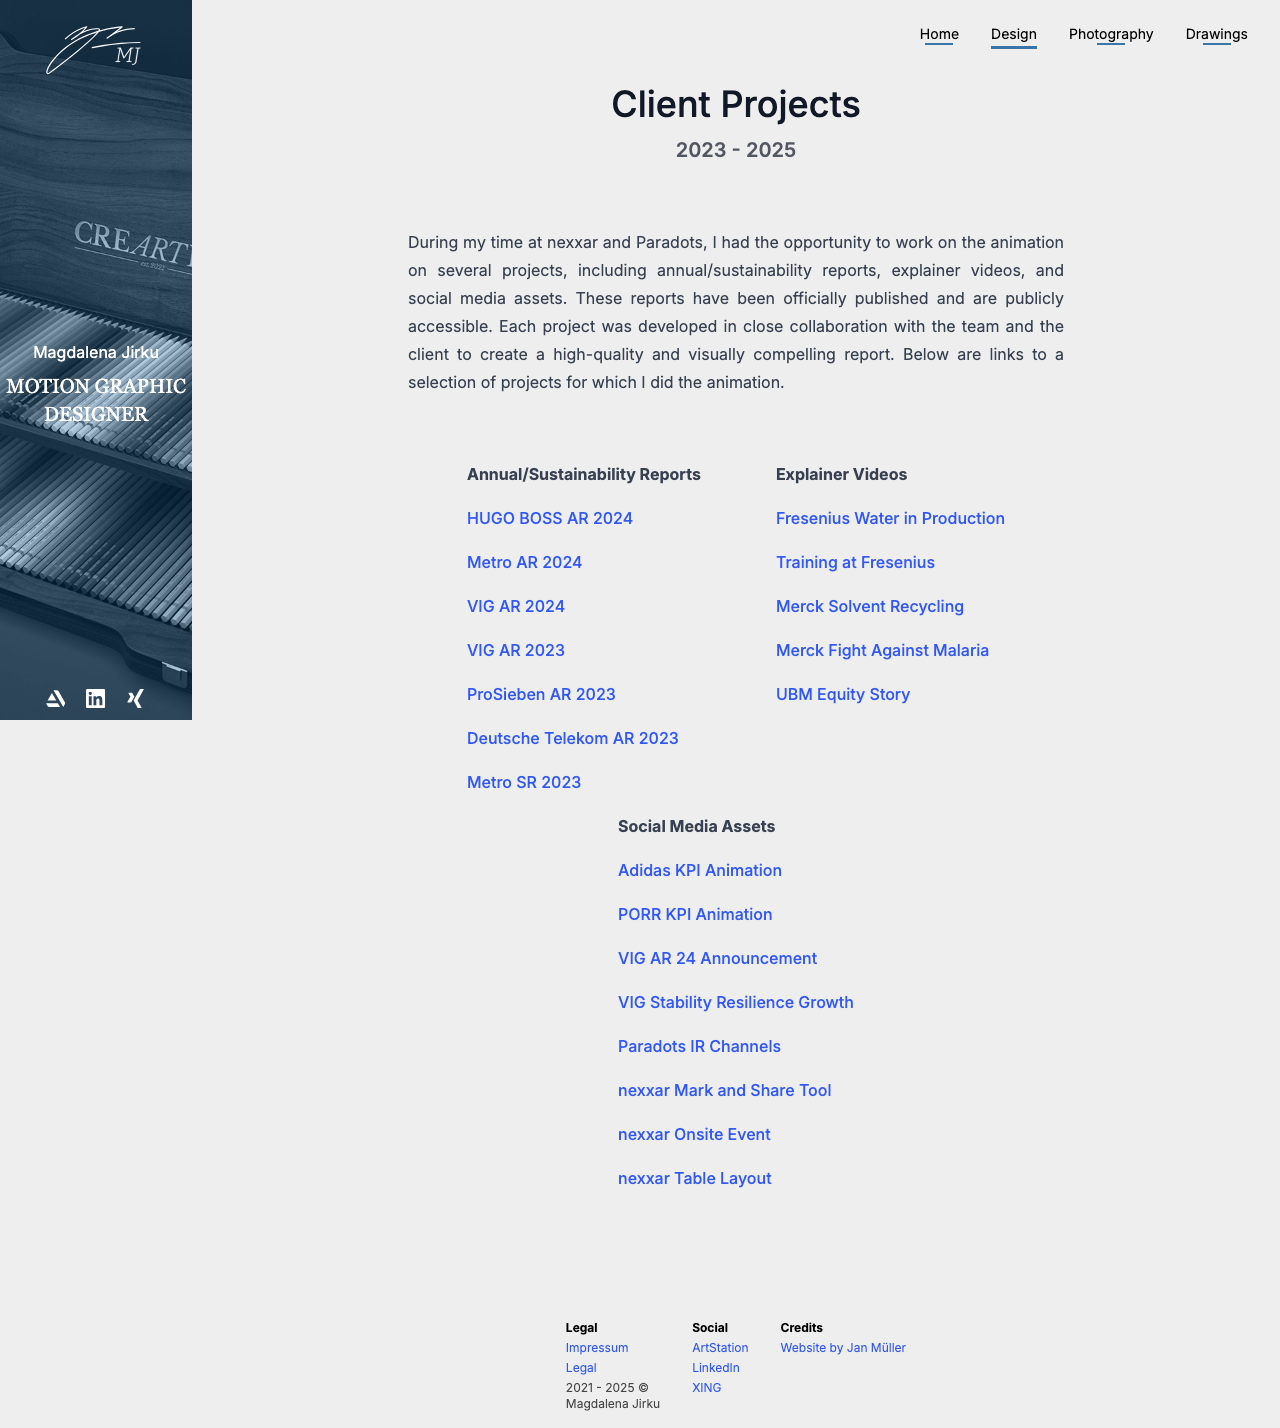 MJ
Home
Design
Photography
Drawings
Client Projects
2023 - 2025
During my time at nexxar and Paradots, I had the opportunity to work on the animation
on several projects, including annual/sustainability reports, explainer videos, and
social media assets. These reports have been officially published and are publicly
accessible. Each project was developed in close collaboration with the team and the
client to create a high-quality and visually compelling report. Below are links to a
selection of projects for which I did the animation.
CREART
Magdalena Jirku
MOTION GRAPHIC
DESIGNER
in
Annual/Sustainability Reports
HUGO BOSS AR 2024
Metro AR 2024
VIG AR 2024
VIG AR 2023
ProSieben AR 2023
Deutsche Telekom AR 2023
Metro SR 2023
Explainer Videos
Fresenius Water in Production
Training at Fresenius
Merck Solvent Recycling
Merck Fight Against Malaria
UBM Equity Story
Social Media Assets
Adidas KPI Animation
PORR KPI Animation
VIG AR 24 Announcement
VIG Stability Resilience Growth
Paradots IR Channels
nexxar Mark and Share Tool
nexxar Onsite Event
nexxar Table Layout
Legal
Impressum
Legal
2021 - 2025 ©
Magdalena Jirku
Social
ArtStation
LinkedIn
XING
Credits
Website by Jan Müller